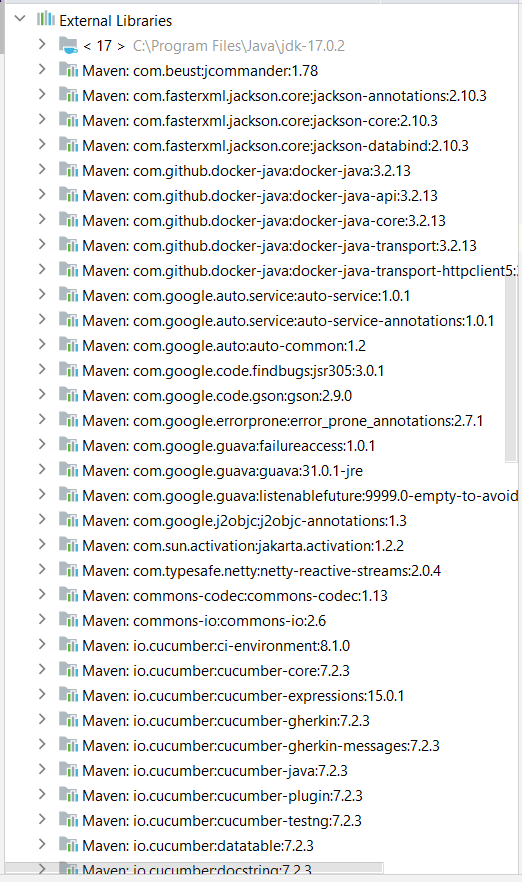 External Libraries
< 17 > C:\Program Files\Java\jdk-17.0.2
Maven: com.beust:jcommander:1.78
Maven: com.fasterxml.jackson.core:jackson-annotations:2.10.3
Maven: com.fasterxml.jackson.core:jackson-core:2.10.3
Maven: com.fasterxml.jackson.core:jackson-databind:2.10.3
Maven: com.github.docker-java:docker-java:3.2.13
Maven: com.github.docker-java:docker-java-api:3.2.13
Maven: com.github.docker-java:docker-java-core:3.2.13
Maven: com.github.docker-java:docker-java-transport:3.2.13
Maven: com.github.docker-java:docker-java-transport-httpclient5:
Maven: com.google.auto.service:auto-service:1.0.1
Maven: com.google.auto.service:auto-service-annotations:1.0.1
Maven: com.google.auto:auto-common:1.2
Maven: com.google.code.findbugs:jsr305:3.0.1
Maven: com.google.code.gson:gson:2.9.0
Maven: com.google.errorprone:error_prone_annotations:2.7.1
Maven: com.google.guava:failureaccess:1.0.1
Maven: com.google.guava:guava:31.0.1-jre
Maven: com.google.guava:listenablefuture:9999.0-empty-to-avoid
Maven: com.google.j2objc:j2objc-annotations:1.3
Maven: com.sun.activation:jakarta.activation:1.2.2
Maven: com.typesafe.netty:netty-reactive-streams:2.0.4
Maven: commons-codec:commons-codec:1.13
Maven: commons-io:commons-io:2.6
Maven: io.cucumber:ci-environment:8.1.0
Maven: io.cucumber:cucumber-core:7.2.3
Maven: io.cucumber:cucumber-expressions:15.0.1
Maven: io.cucumber:cucumber-gherkin:7.2.3
Maven: io.cucumber:cucumber-gherkin-messages:7.2.3
Maven: io.cucumber:cucumber-java:7.2.3
Maven: io.cucumber:cucumber-plugin:7.2.3
Maven: io.cucumber:cucumber-testng:7.2.3
Maven: io.cucumber:datatable:7.2.3
Maven: io.cucumber:docstring:7.2.3